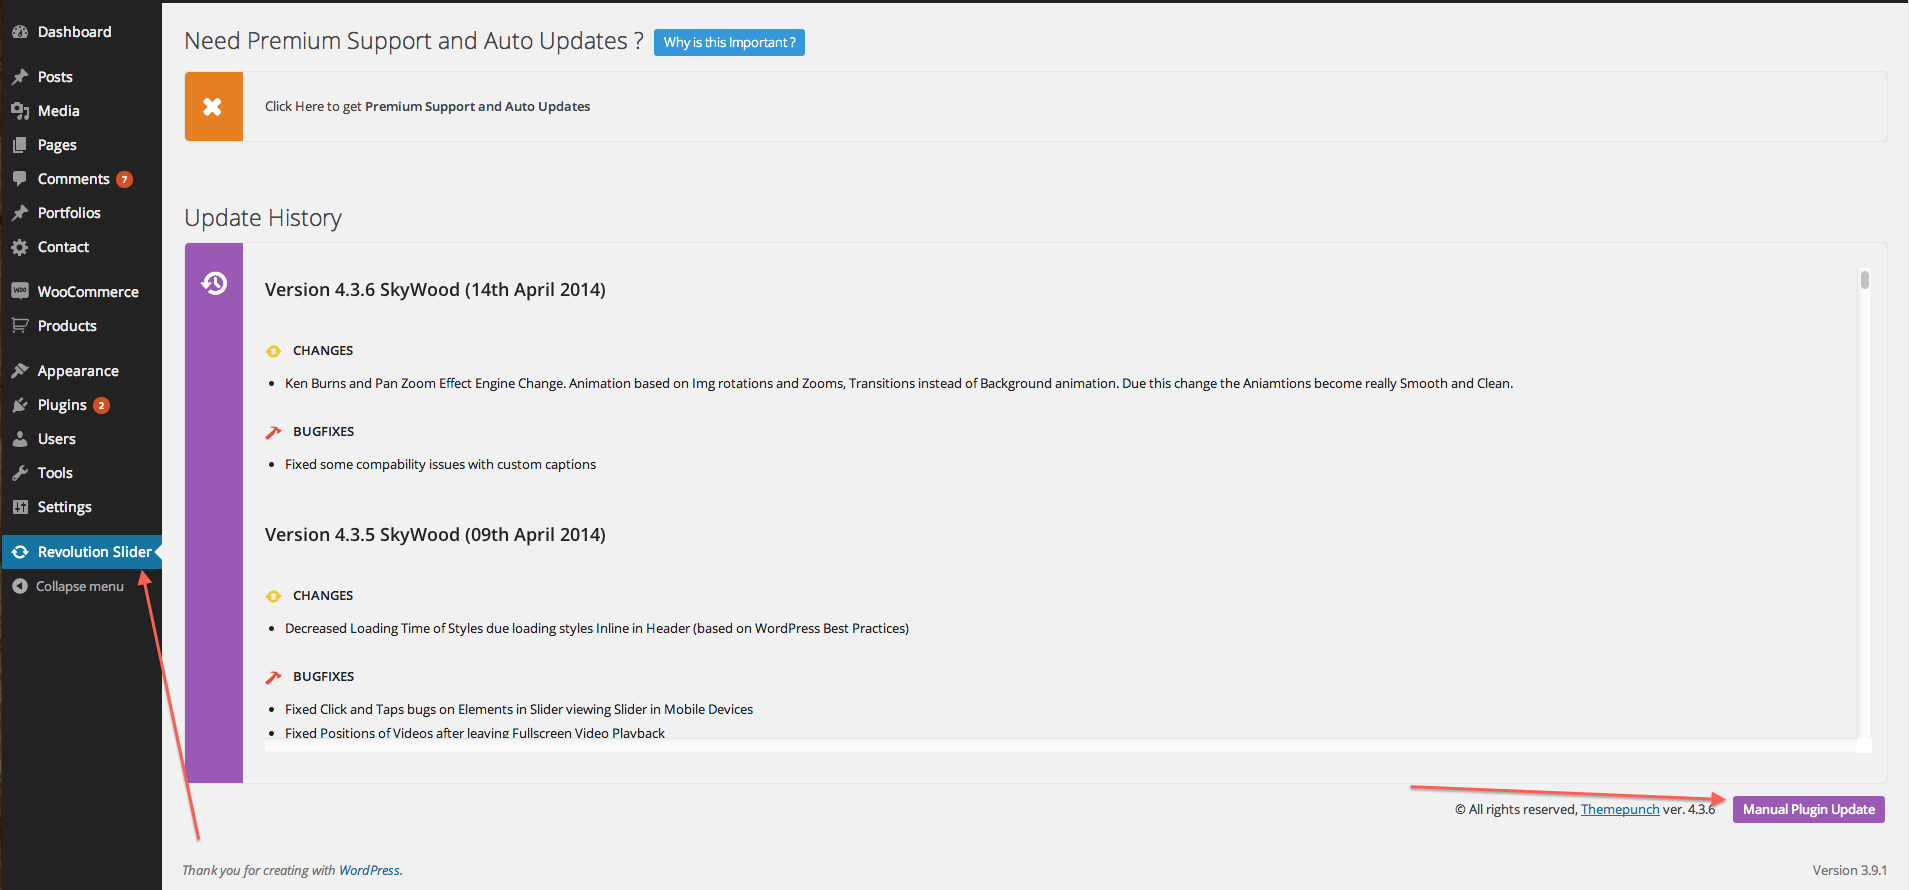 Dashboard
Posts
Media
Pages
Comments 7
Portfolios
Contact
WOO WooCommerce
Products
Appearance
Plugins 2
Users
Tools
Settings
Revolution Slider
Collapse menu
Need Premium Support and Auto Updates ? Why is this Important ?
Click Here to get Premium Support and Auto Updates
Update History
Version 4.3.6 SkyWood (14th April 2014)
CHANGES
• Ken Burns and Pan Zoom Effect Engine Change. Animation based on Img rotations and Zooms, Transitions instead of Background animation. Due this change the Aniamtions become really Smooth and Clean.
BUGFIXES
• Fixed some compability issues with custom captions
Version 4.3.5 SkyWood (09th April 2014)
CHANGES
• Decreased Loading Time of Styles due loading styles Inline in Header (based on WordPress Best Practices)
BUGFIXES
• Fixed Click and Taps bugs on Elements in Slider viewing Slider in Mobile Devices
• Fixed Positions of Videos after leaving Fullscreen Video Playback
© All rights reserved, Themepunch ver. 4.3.6 Manual Plugin Update
Thank you for creating with WordPress. Version 3.9.1